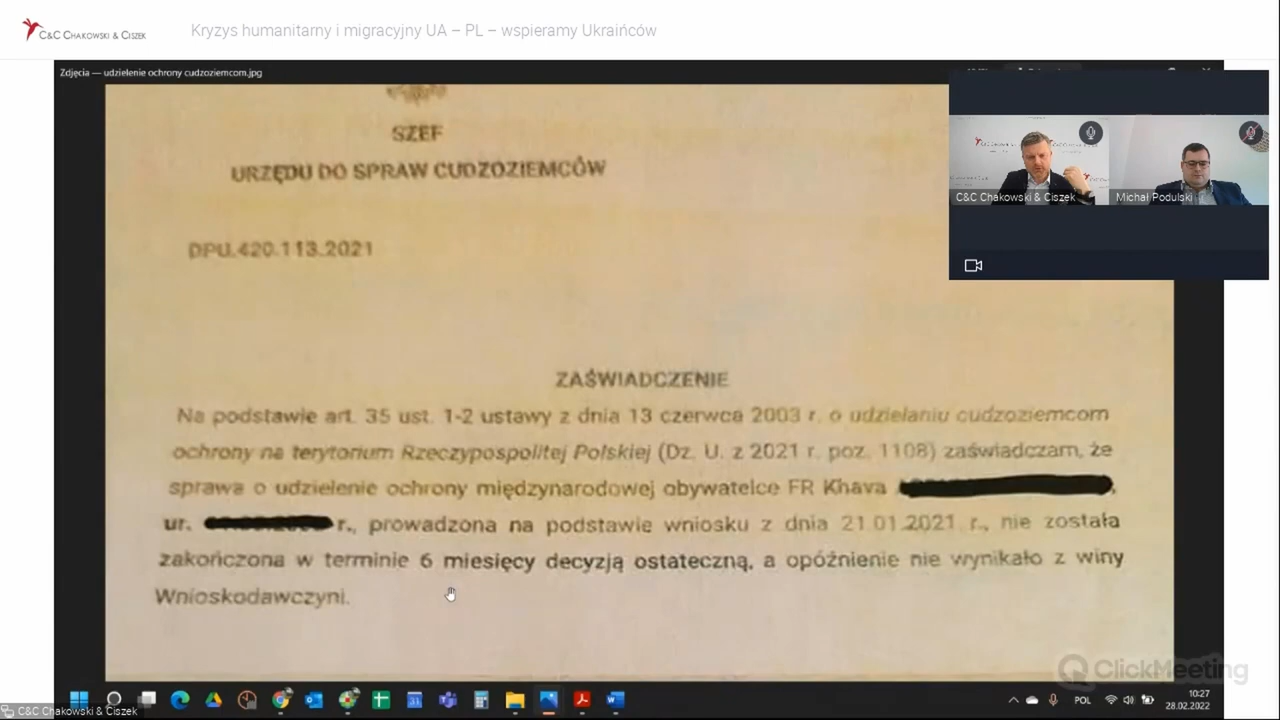 C&C CHAKOWSKI & CISZEK
Kryzys humanitarny i migracyjny UA – PL – wspieramy Ukraińców
Zdjęcia — udzielenie ochrony cudzoziemcom.jpg
SZEF
URZĘDU DO SPRAW CUDZOZIEMCÓW
DPU.420.113.2021
C&C Chakowski & Ciszek
Michał Podulski
ZAŚWIADCZENIE
Na podstawie art. 35 ust. 1-2 ustawy z dnia 13 czerwca 2003 r. o udzielaniu cudzoziemcom
ochrony na terytorium Rzeczypospolitej Polskiej (Dz. U. z 2021 r. poz. 1108) zaświadczam, że
sprawa o udzielenie ochrony międzynarodowej obywatelce FR Khava
ur. r., prowadzona na podstawie wniosku z dnia 21.01.2021 r., nie została
zakończona w terminie 6 miesięcy decyzją ostateczną, a opóźnienie nie wynikało z winy
Wnioskodawczyni.
ClickMeeting
POL
10:27
28.02.2022
C&C Chakowski & Ciszek